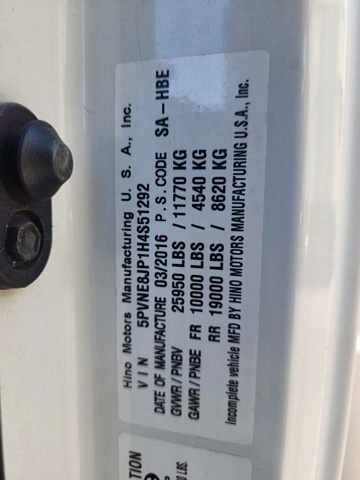 Hino Motors Manufacturing U. S. A., Inc.
VIN 5PVNE8JP1H4S51292
DATE OF MANUFACTURE 03/2016 P.S.CODE SA-HBE
GVWR/PNBV 25950 LBS / 11770 KG
GAWR/PNBE FR 10000 LBS / 4540 KG
RR 19000 LBS / 8620 KG
Incomplete vehicle MFD BY HINO MOTORS MANUFACTURING U.S.A., Inc.
LBS.